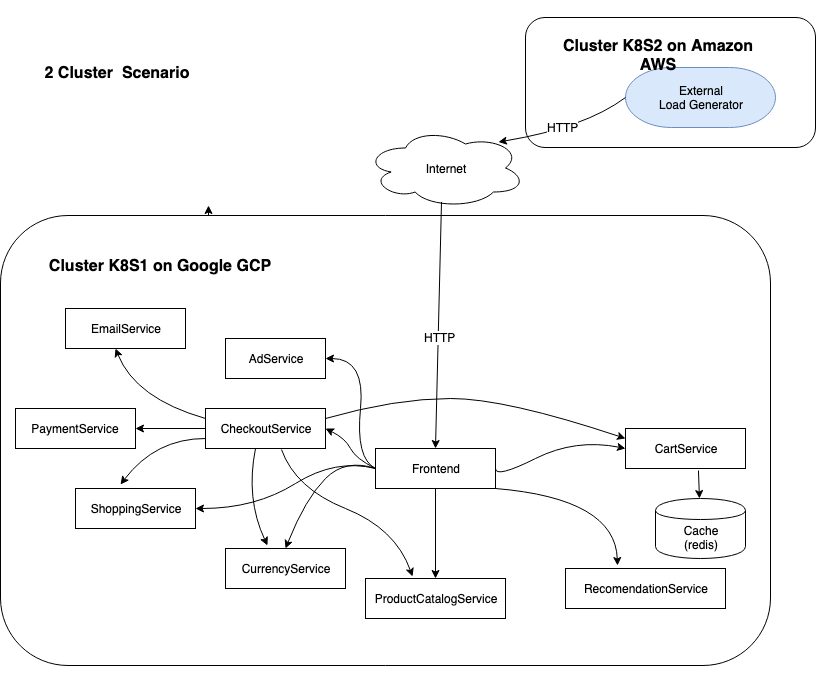 Cluster K8S2 on Amazon
AWS
2 Cluster Scenario
External
Load Generator
HTTP
Internet
Cluster K8S1 on Google GCP
EmailService
HTTP
AdService
PaymentService
CheckoutService
CartService
Frontend
ShoppingService
Cache
(redis)
CurrencyService
RecomendationService
ProductCatalogService